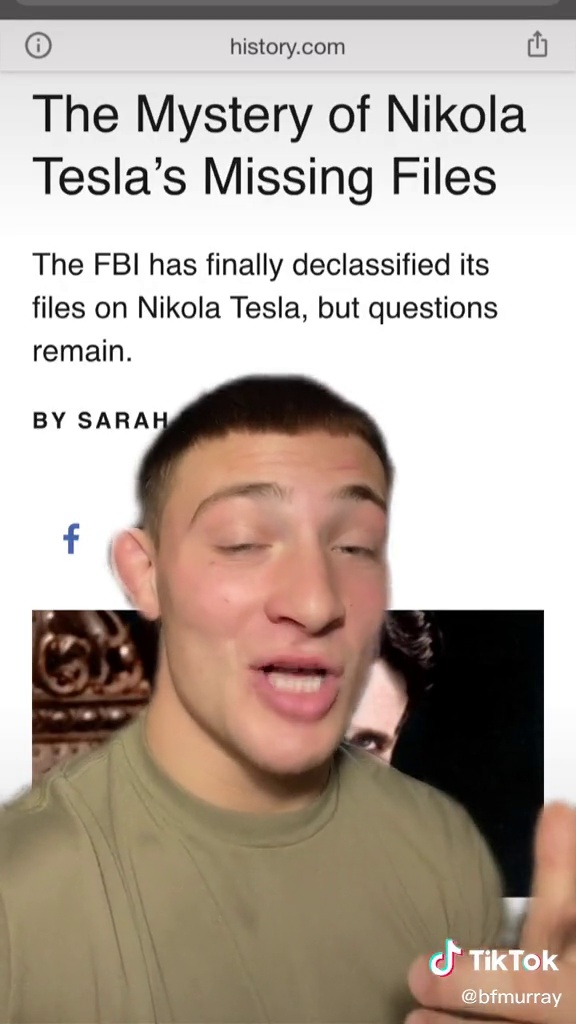 history.com
The Mystery of Nikola
Tesla's Missing Files
The FBI has finally declassified its
files on Nikola Tesla, but questions
remain.
BY SARAH
f
TikTok
@bfmurray